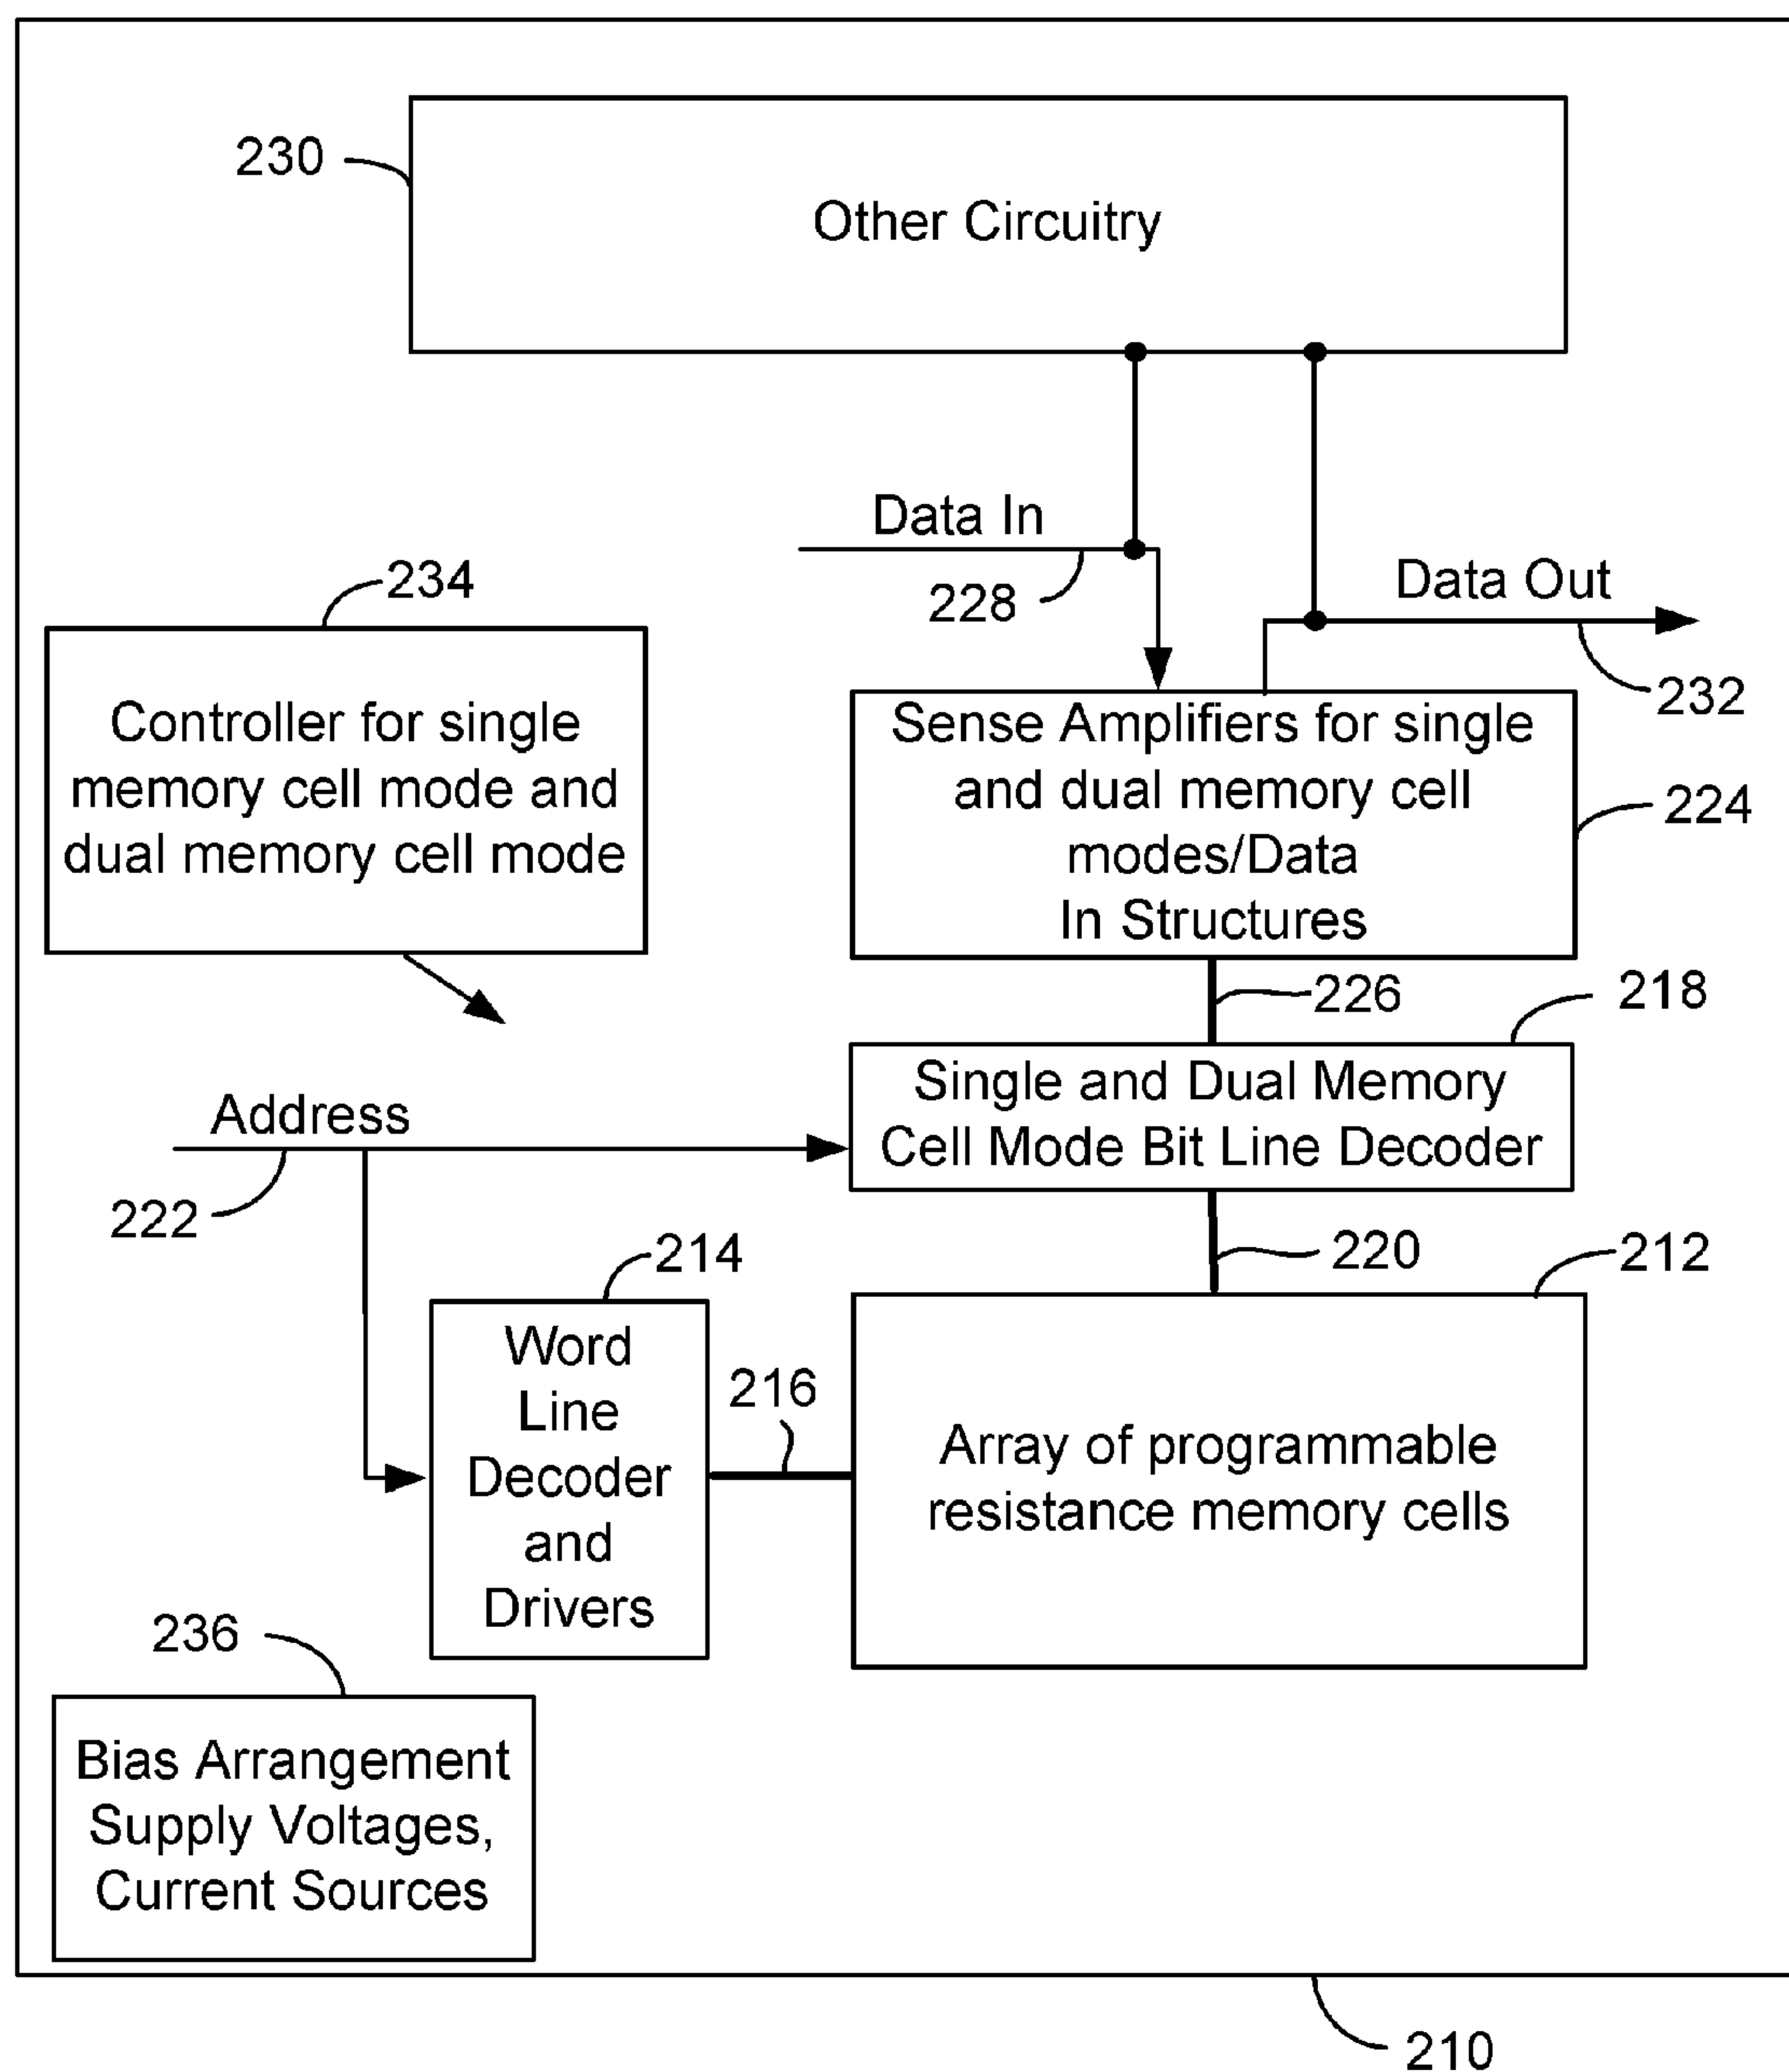 230
Other Circuitry
Data In
228
Data Out
232
234
Controller for single
memory cell mode and
dual memory cell mode
Sense Amplifiers for single
and dual memory cell
modes/Data
In Structures
224
226
218
Single and Dual Memory
Cell Mode Bit Line Decoder
Address
222
220
212
214
Word
Line
Decoder
and
Drivers
216
Array of programmable
resistance memory cells
236
Bias Arrangement
Supply Voltages,
Current Sources
210